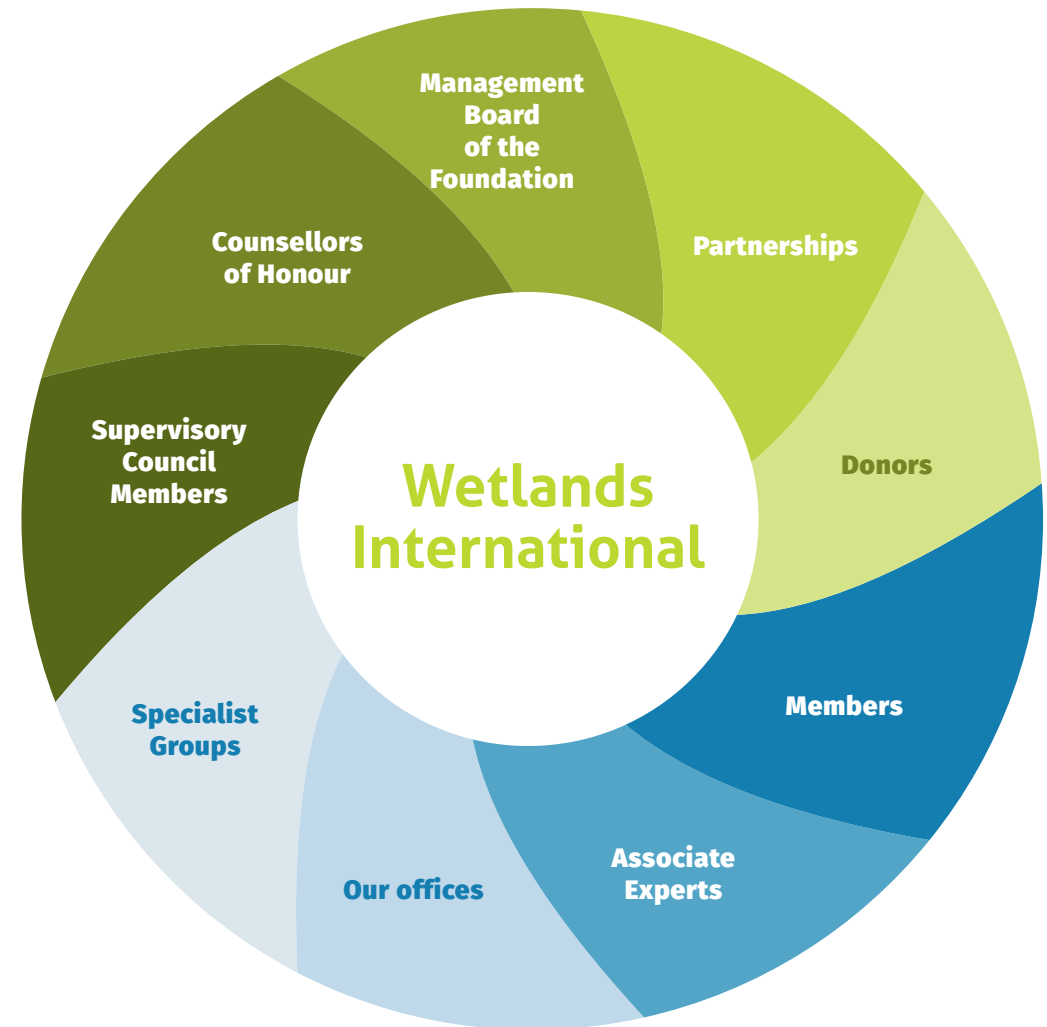 Management
Board
of the
Foundation
Partnerships
Donors
Members
Associate
Experts
Our offices
Specialist
Groups
Supervisory
Council
Members
Counsellors
of Honour
Wetlands
International